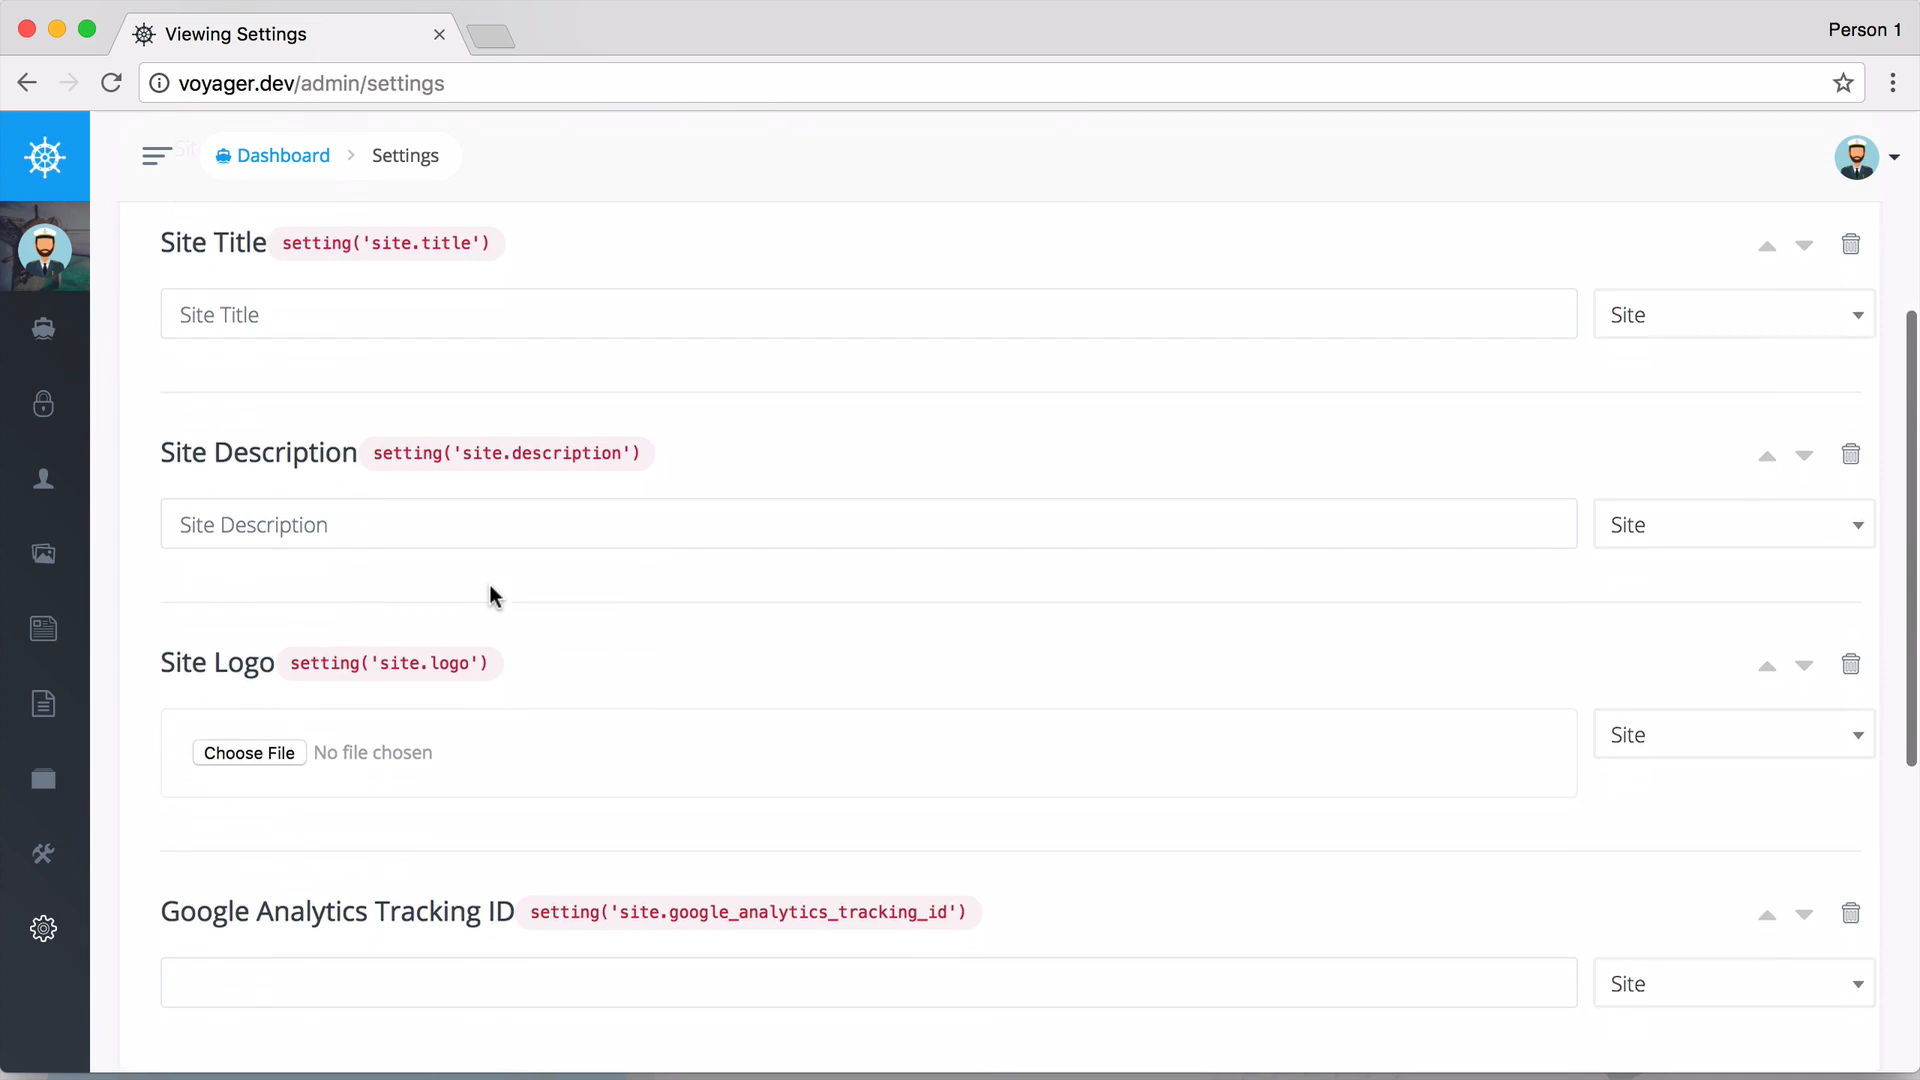 Viewing Settings
Person 1
voyager.dev/admin/settings
Dashboard > Settings
Site Title setting('site.title')
Site Title
Site
Site Description setting('site.description')
Site Description
Site
Site Logo setting('site.logo')
Choose File No file chosen
Site
Google Analytics Tracking ID setting('site.google_analytics_tracking_id')
Site